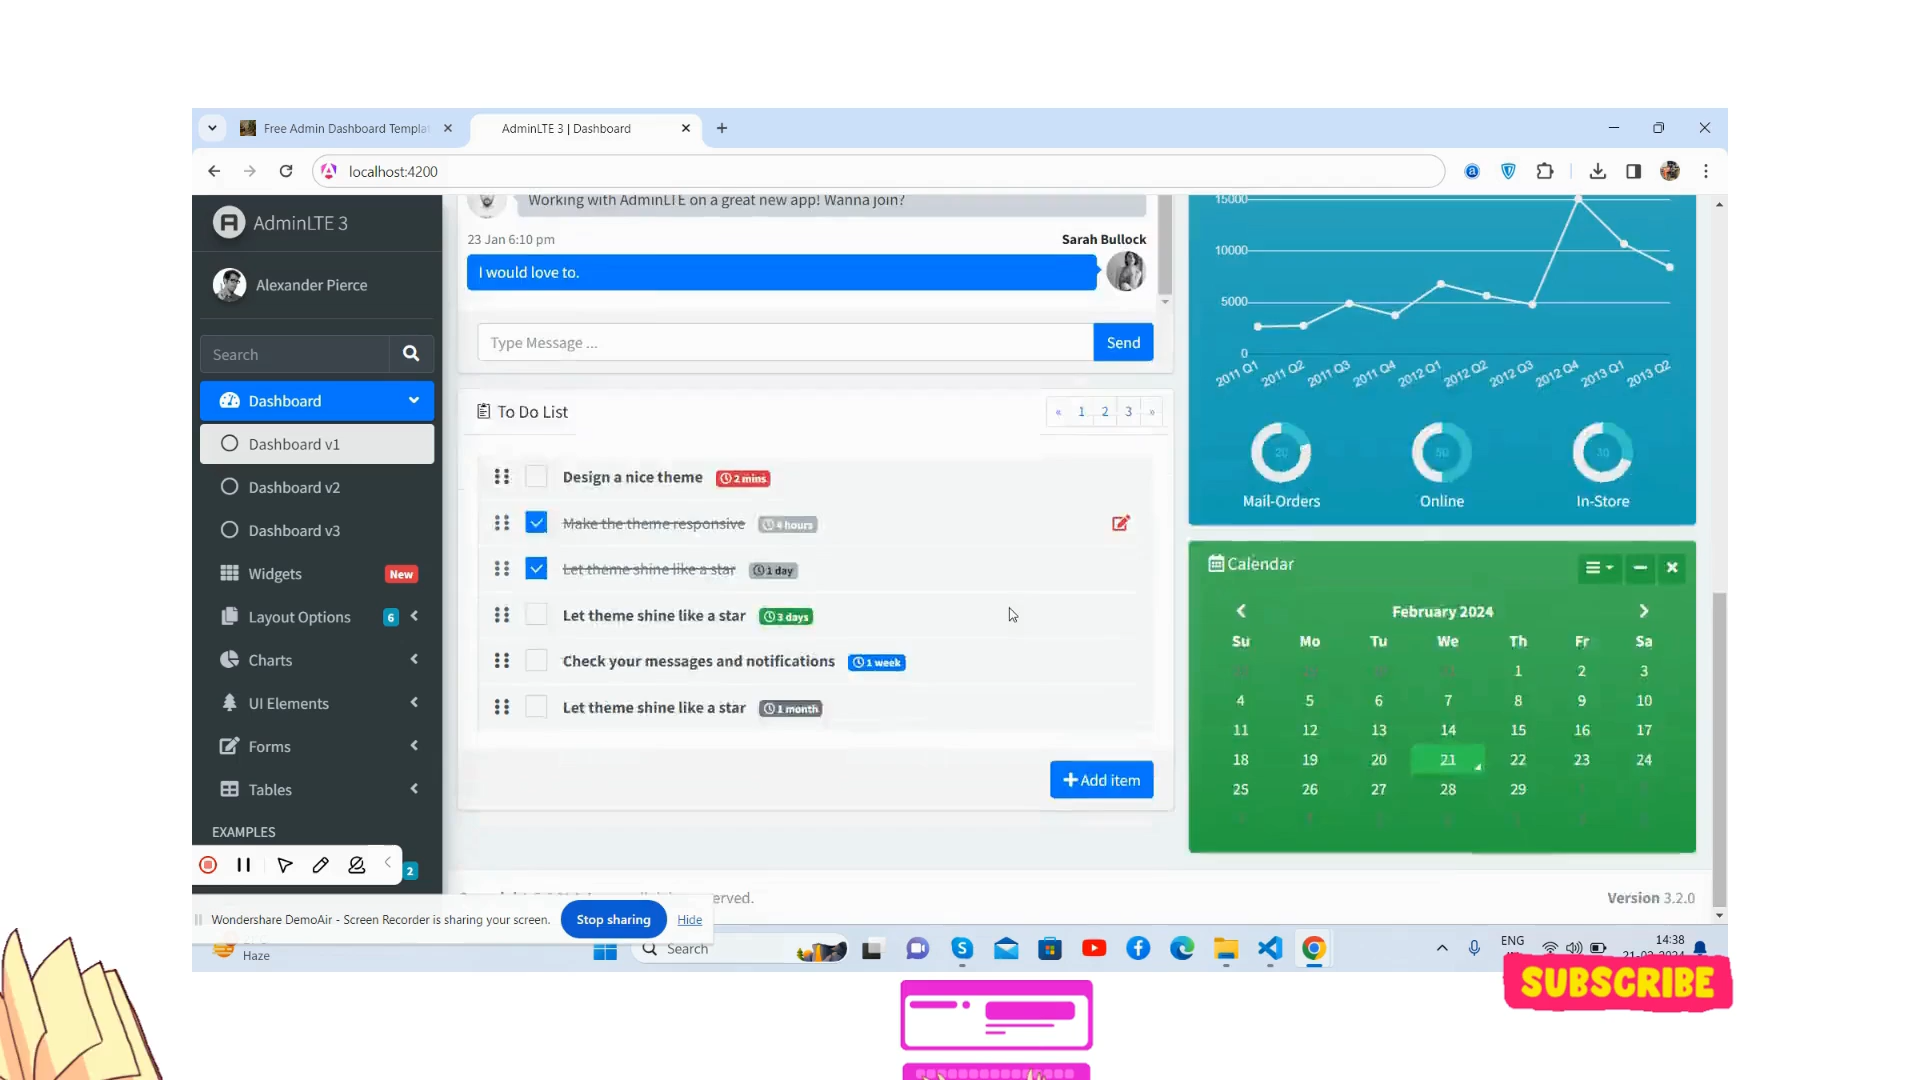 Free Admin Dashboard Templat
AdminLTE 3 | Dashboard
localhost:4200
AdminLTE 3
Alexander Pierce
Search
Dashboard
Dashboard v1
Dashboard v2
Dashboard v3
Widgets New
Layout Options 6
Charts
UI Elements
Forms
Tables
EXAMPLES
2
Working with AdminLTE on a great new app! Wanna join?
23 Jan 6:10 pm Sarah Bullock
I would love to.
Type Message ... Send
To Do List « 1 2 3 »
Design a nice theme 2 mins
Make the theme responsive 4 hours
Let theme shine like a star 1 day
Let theme shine like a star 3 days
Check your messages and notifications 1 week
Let theme shine like a star 1 month
+ Add item
15000
10000
5000
0
2011 Q1 2011 Q2 2011 Q3 2011 Q4 2012 Q1 2012 Q2 2012 Q3 2012 Q4 2013 Q1 2013 Q2
20 50 30
Mail-Orders Online In-Store
Calendar
February 2024
Su Mo Tu We Th Fr Sa
1 2 3
4 5 6 7 8 9 10
11 12 13 14 15 16 17
18 19 20 21 22 23 24
25 26 27 28 29
erved.
Version 3.2.0
Wondershare DemoAir - Screen Recorder is sharing your screen. Stop sharing Hide
Haze
Search
ENG
14:38
SUBSCRIBE